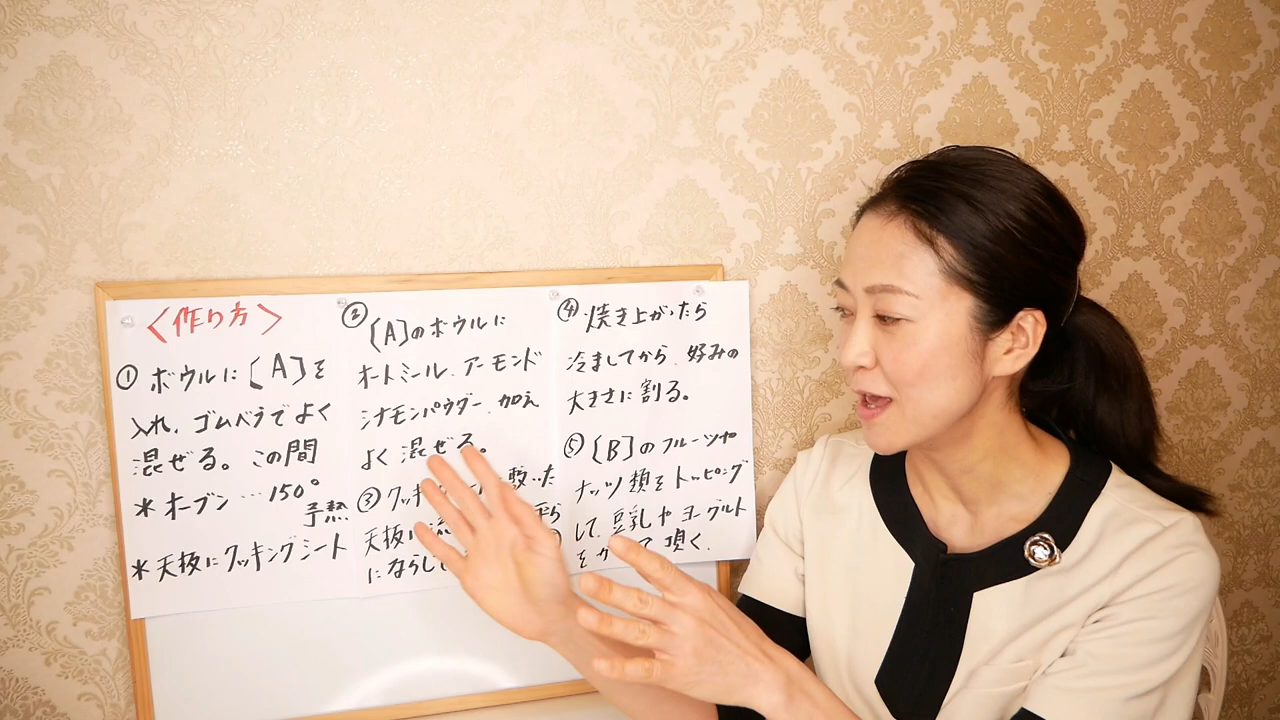 〈作り方〉
① ボウルに[A]を
入れ、ゴムベラでよく
混ぜる。この間
＊オーブン…150°
予熱
＊天板にクッキングシート
②[A]のボウルに
オートミール、アーモンド
シナモンパウダー、加え
よく混ぜる。
③クッキ 敷いた
天板に 平ら
にならし
④焼き上がったら
冷ましてから、好みの
大きさに割る。
⑤[B]のフルーツや
ナッツ類をトッピング
して、豆乳やヨーグルト
を 頂く。